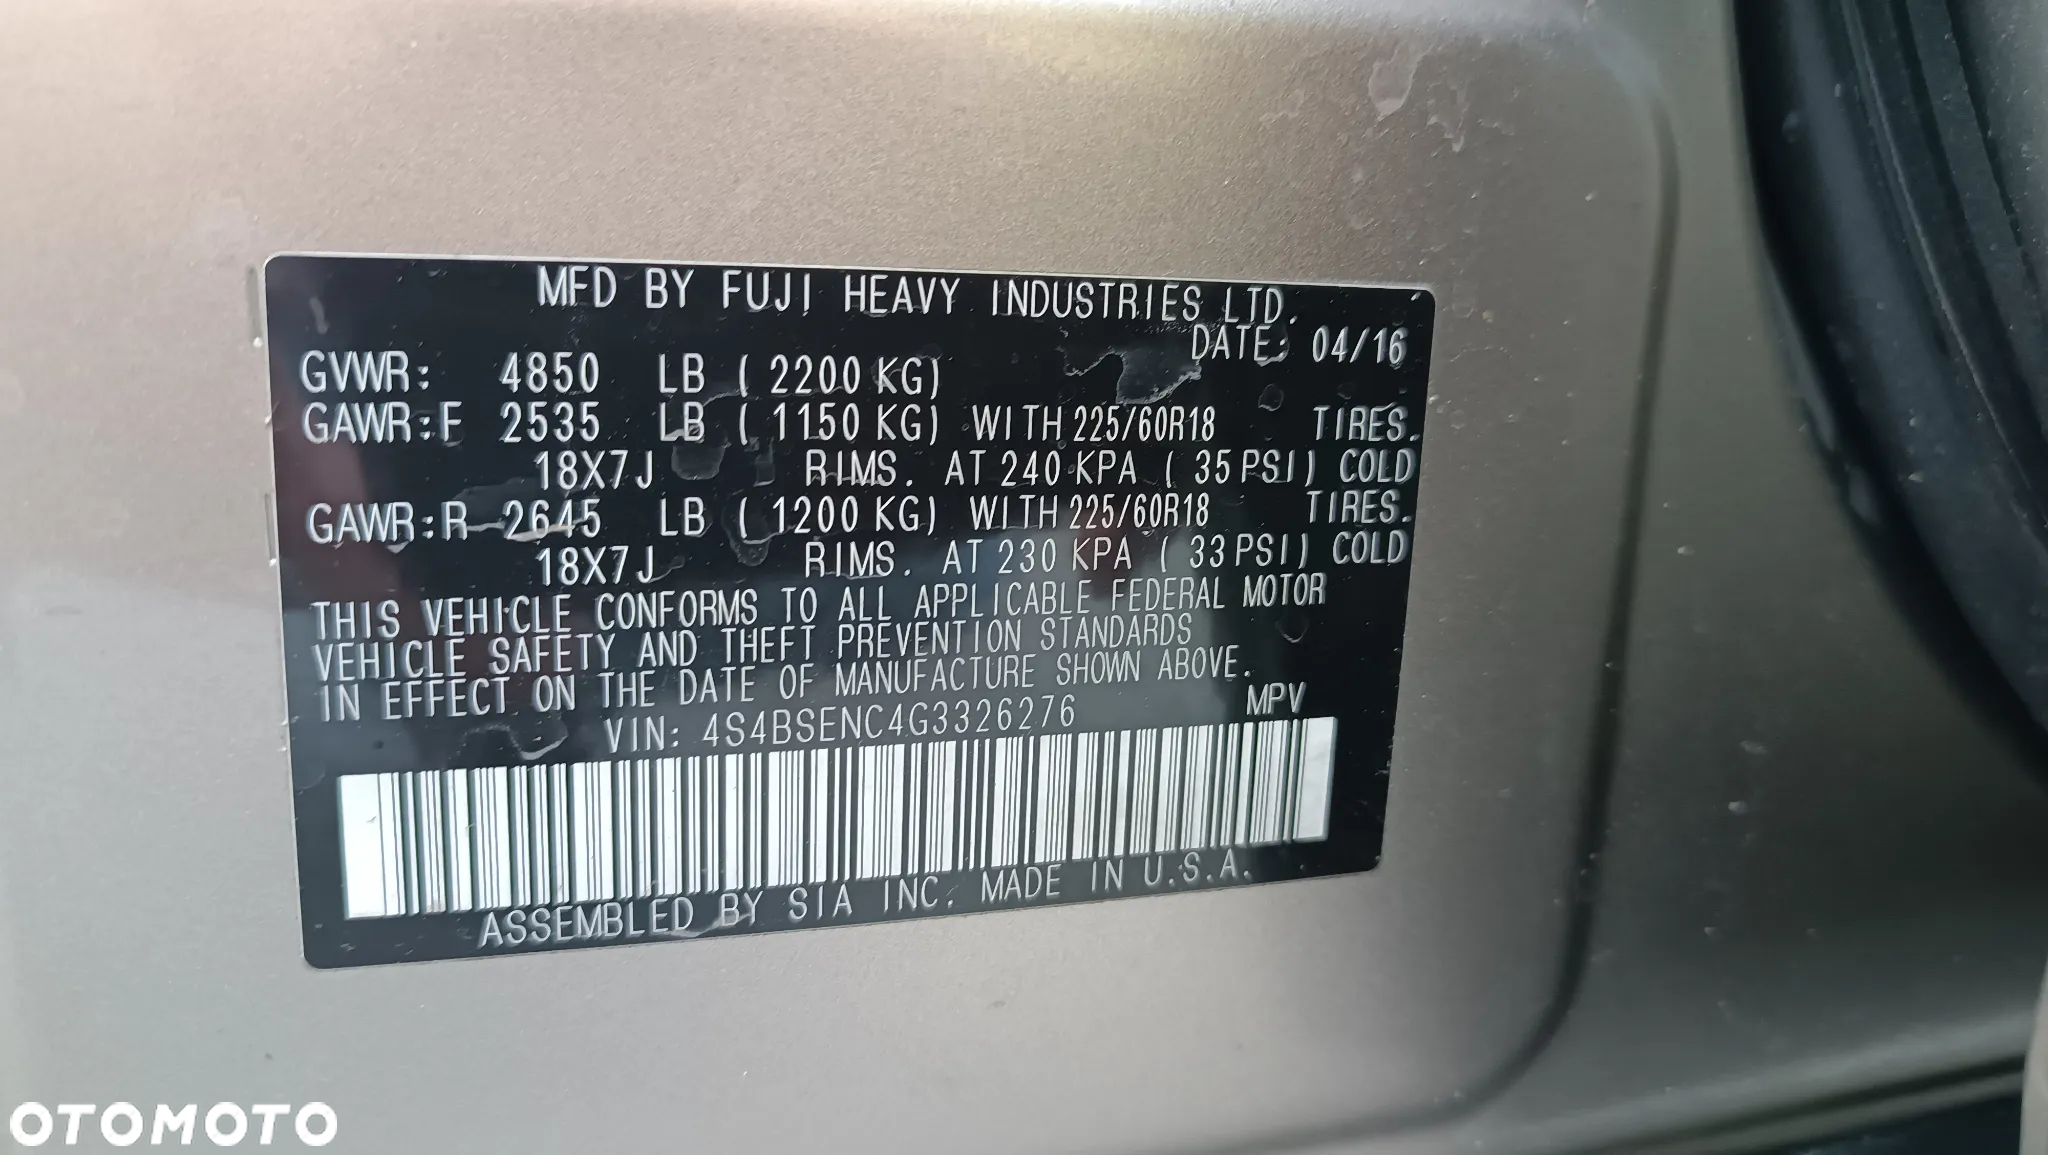 MFD BY FUJI HEAVY INDUSTRIES LTD.
DATE: 04/16
GVWR: 4850 LB ( 2200 KG)
GAWR:F 2535 LB ( 1150 KG) WITH 225/60R18 TIRES.
18X7J RIMS. AT 240 KPA ( 35 PSI) COLD
GAWR:R 2645 LB ( 1200 KG) WITH 225/60R18 TIRES.
18X7J RIMS. AT 230 KPA ( 33 PSI) COLD
THIS VEHICLE CONFORMS TO ALL APPLICABLE FEDERAL MOTOR
VEHICLE SAFETY AND THEFT PREVENTION STANDARDS
IN EFFECT ON THE DATE OF MANUFACTURE SHOWN ABOVE.
VIN: 4S4BSENC4G3326276 MPV
ASSEMBLED BY SIA INC. MADE IN U.S.A.
OTOMOTO